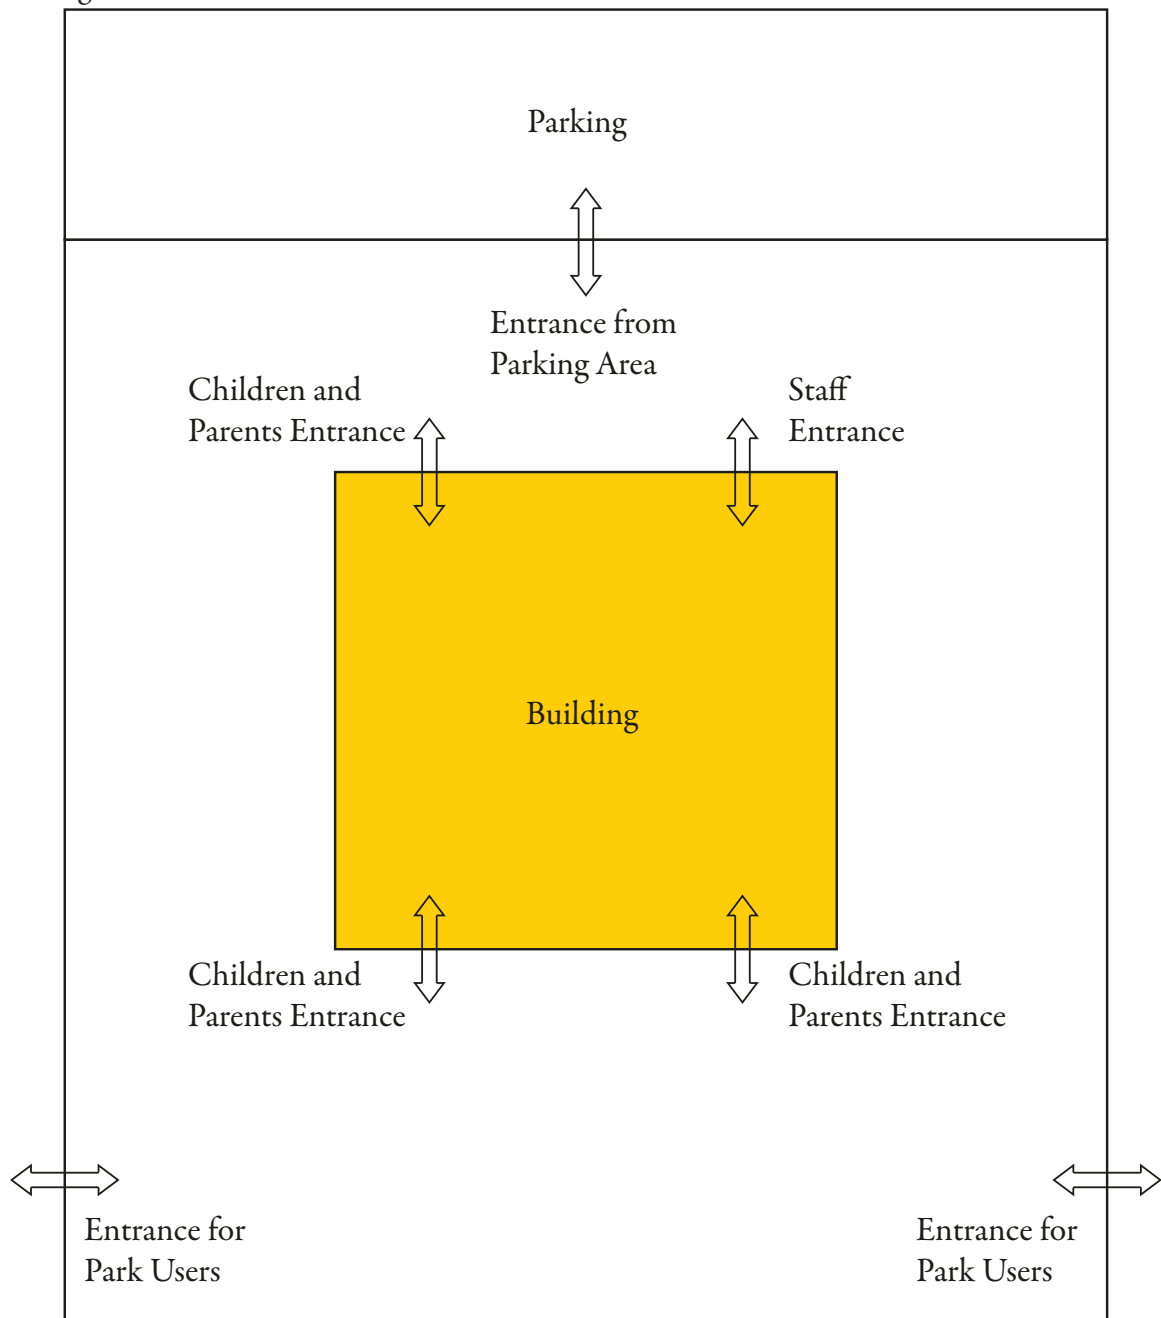 Parking
Entrance from
Parking Area
Children and
Parents Entrance
Staff
Entrance
Building
Children and
Parents Entrance
Children and
Parents Entrance
Entrance for
Park Users
Entrance for
Park Users